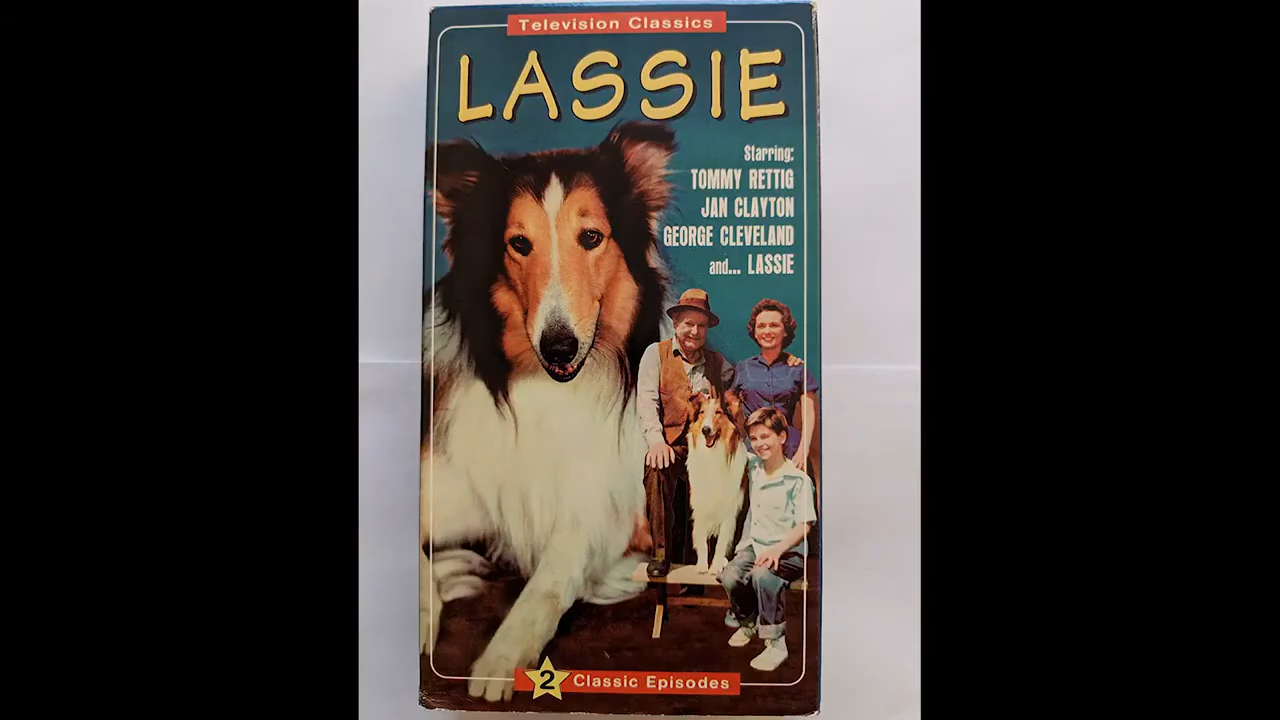 Television Classics
LASSIE
Starring:
TOMMY RETTIG
JAN CLAYTON
GEORGE CLEVELAND
and... LASSIE
2 Classic Episodes